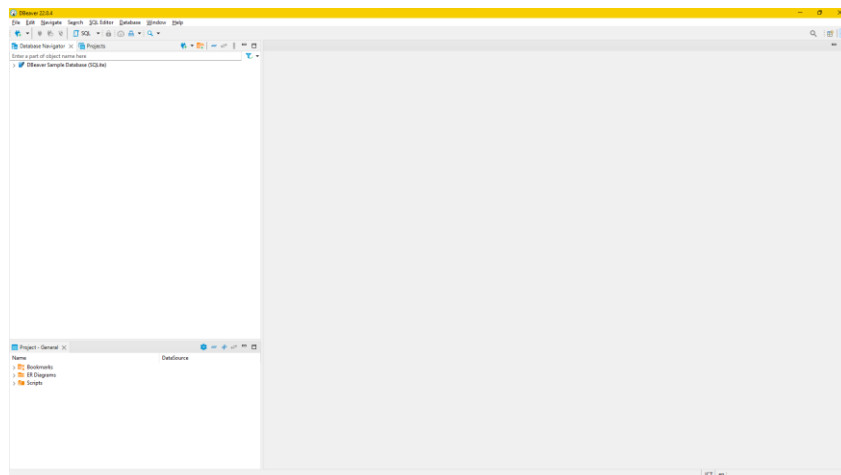 DBeaver 22.0.4
File Edit Navigate Search SQL Editor Database Window Help
SQL
Database Navigator Projects
Enter a part of object name here
DBeaver Sample Database (SQLite)
Project - General
Name DataSource
Bookmarks
ER Diagrams
Scripts